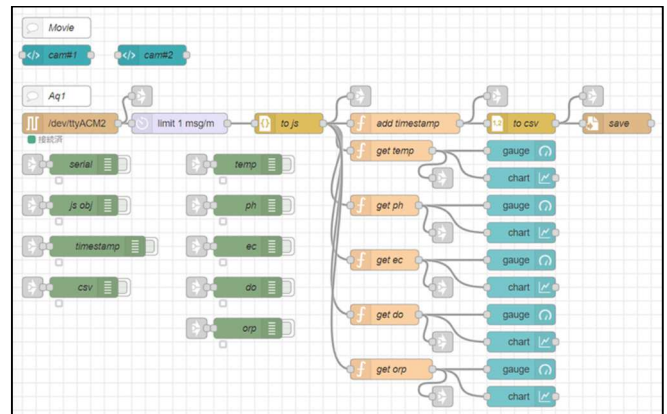 Movie
</> cam#1
</> cam#2
Aq1
/dev/ttyACM2
limit 1 msg/m
to js
add timestamp
to csv
save
接続済
serial
temp
get temp
gauge
chart
js obj
ph
get ph
gauge
chart
timestamp
ec
get ec
gauge
chart
csv
do
get do
gauge
chart
orp
get orp
gauge
chart